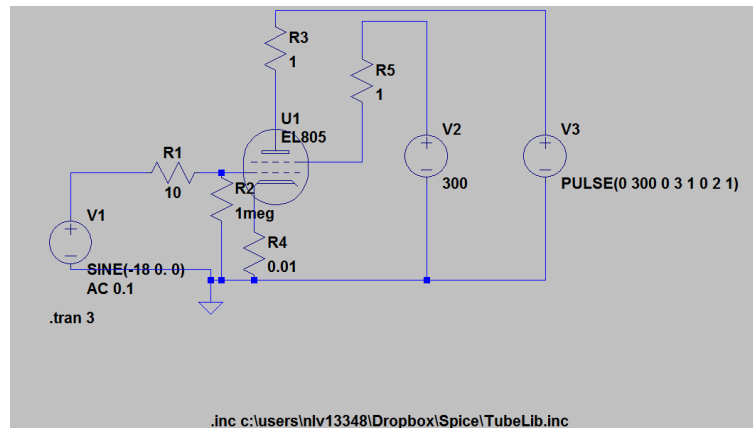 R3
1
R5
1
U1
EL805
V2
300
V3
PULSE(0 300 0 3 1 0 2 1)
R1
10
R2
1meg
V1
SINE(-18 0. 0)
AC 0.1
R4
0.01
.tran 3
.inc c:\users\nlv13348\Dropbox\Spice\TubeLib.inc